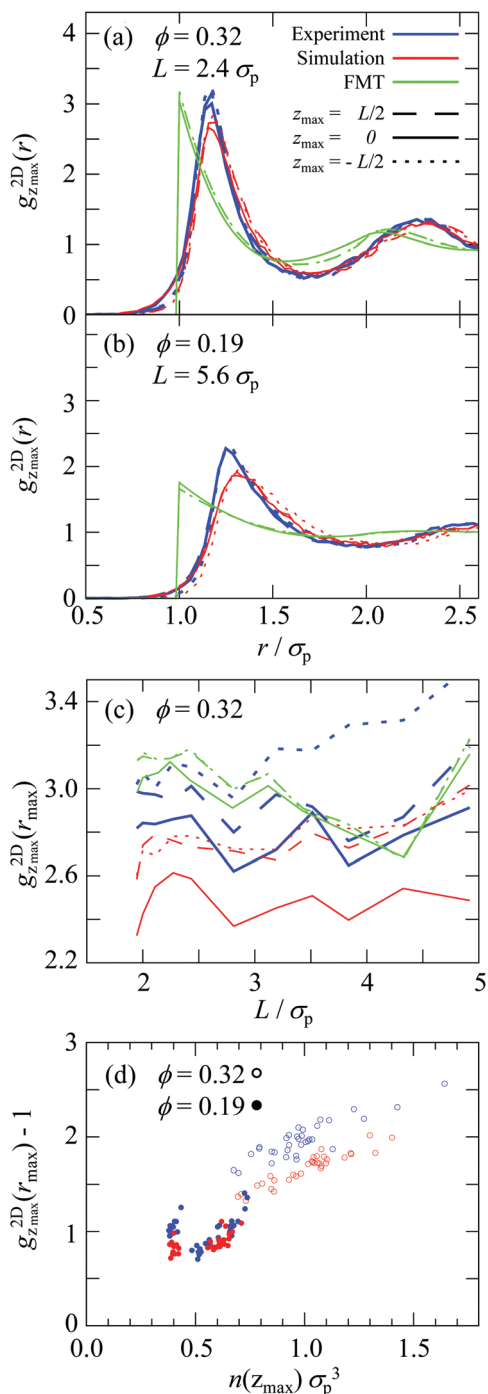 4
(a)
ϕ = 0.32
L = 2.4 σp
Experiment
Simulation
FMT
zmax = L/2
zmax = 0
zmax = -L/2
3
2
1
0
g2Dzmax(r)
(b)
ϕ = 0.19
L = 5.6 σp
4
3
2
1
0
g2Dzmax(r)
0.5 1.0 1.5 2.0 2.5
r / σp
(c) ϕ = 0.32
3.4
3.0
2.6
2.2
g2Dzmax(rmax)
2 3 4 5
L / σp
(d) ϕ = 0.32
ϕ = 0.19
3
2
1
0
g2Dzmax(rmax) - 1
0.0 0.5 1.0 1.5
n(zmax) σp3